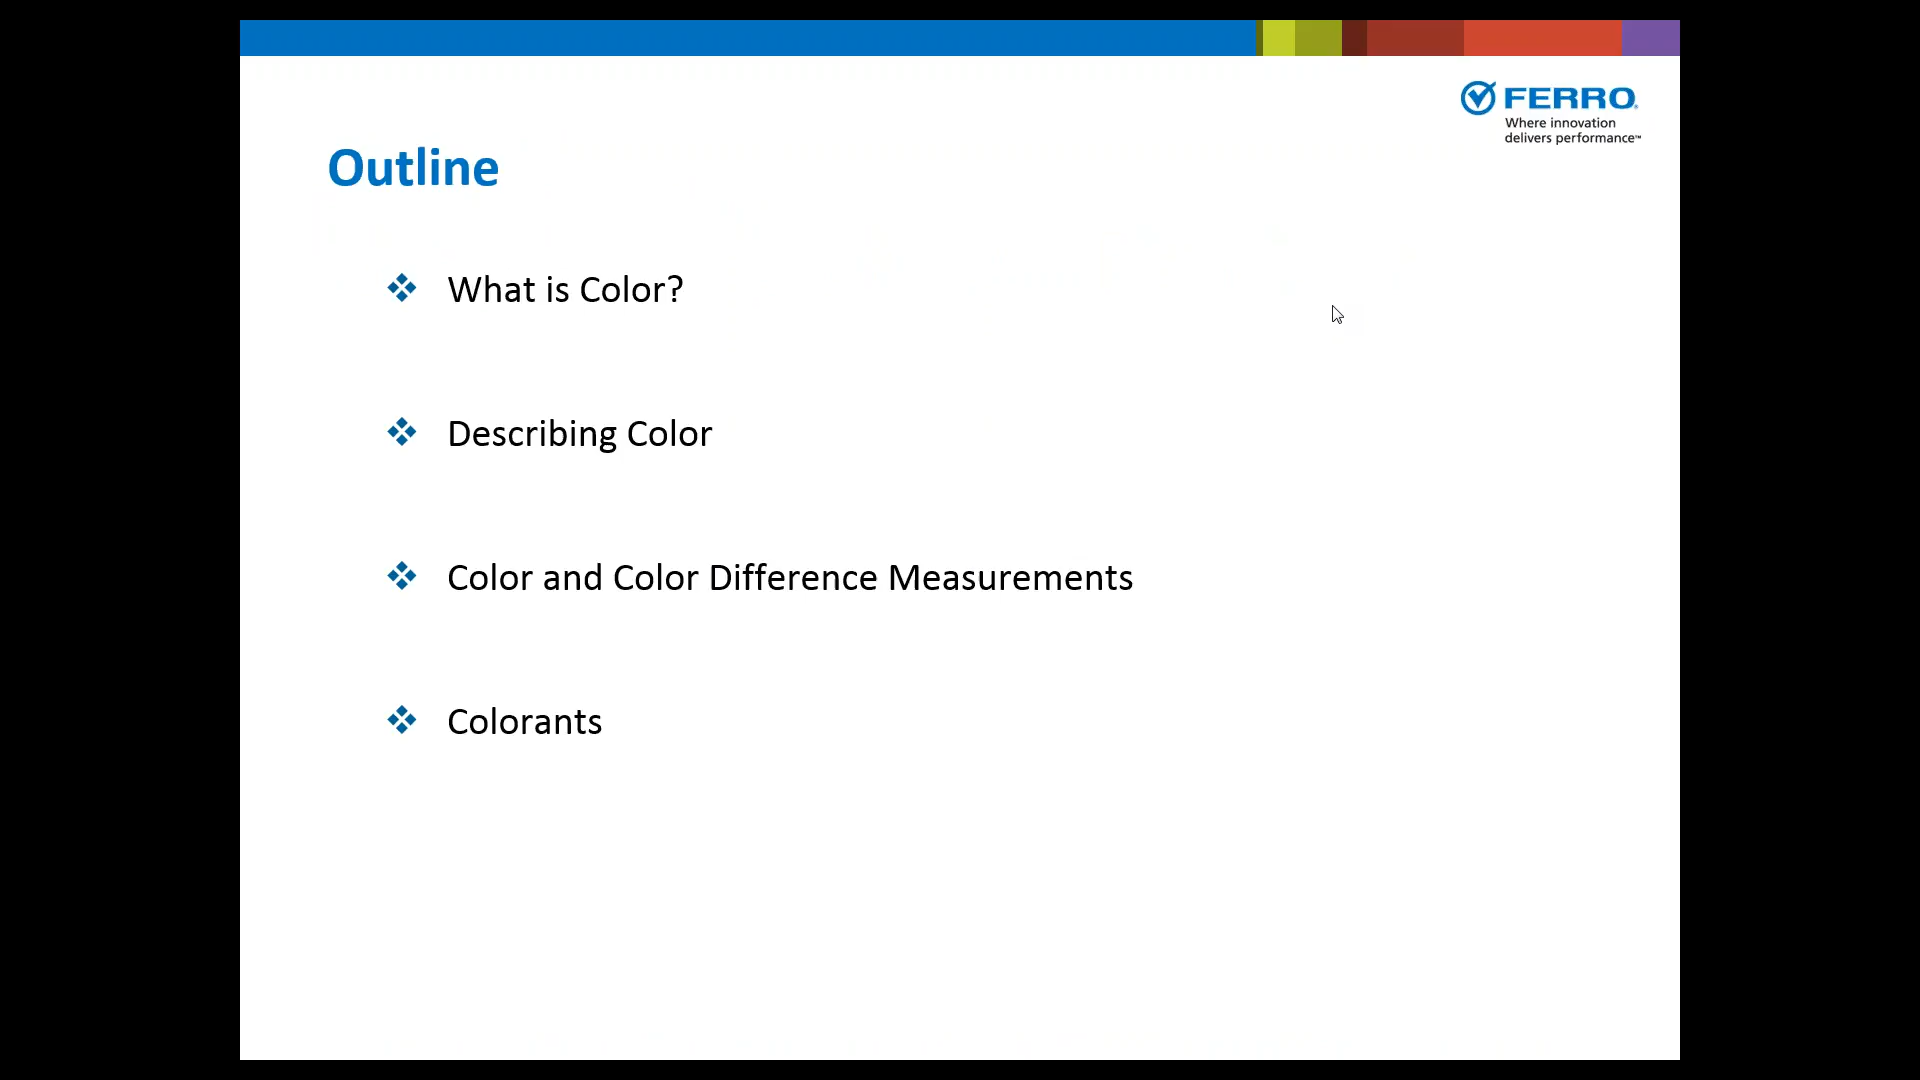 FERRO
Where innovation
delivers performance™
Outline
What is Color?
Describing Color
Color and Color Difference Measurements
Colorants